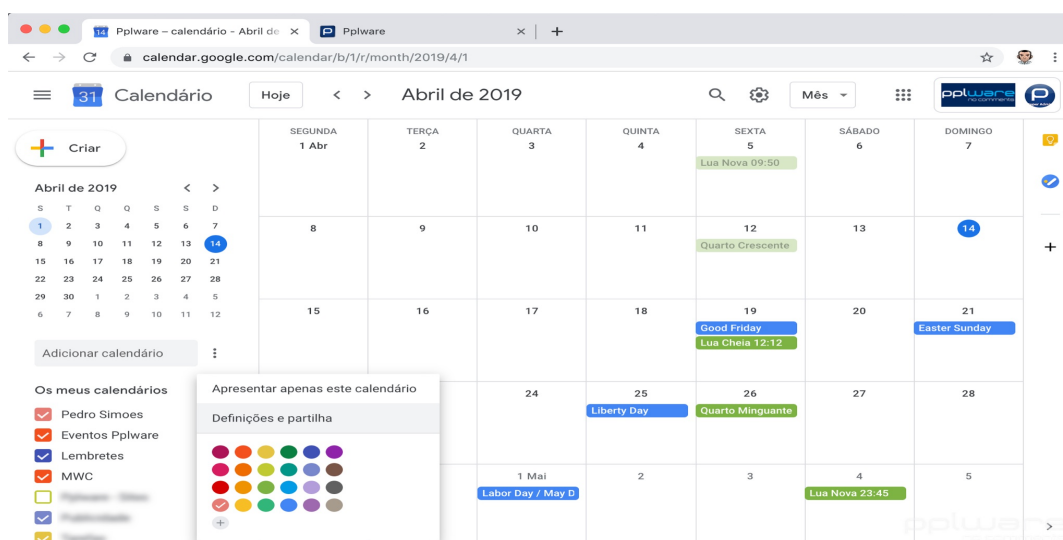 Pplware – calendário - Abril de
Pplware
calendar.google.com/calendar/b/1/r/month/2019/4/1
31
Calendário
Hoje
Abril de 2019
Mês
pplware
no comments
Criar
Abril de 2019
S T Q Q S S D
1 2 3 4 5 6 7
8 9 10 11 12 13 14
15 16 17 18 19 20 21
22 23 24 25 26 27 28
29 30 1 2 3 4 5
6 7 8 9 10 11 12
Adicionar calendário
Os meus calendários
Pedro Simoes
Eventos Pplware
Lembretes
MWC
Apresentar apenas este calendário
Definições e partilha
SEGUNDA TERÇA QUARTA QUINTA SEXTA SÁBADO DOMINGO
1 Abr 2 3 4 5 6 7
Lua Nova 09:50
8 9 10 11 12 13 14
Quarto Crescente
15 16 17 18 19 20 21
Good Friday Easter Sunday
Lua Cheia 12:12
24 25 26 27 28
Liberty Day Quarto Minguante
1 Mai 2 3 4 5
Labor Day / May D Lua Nova 23:45
pplware